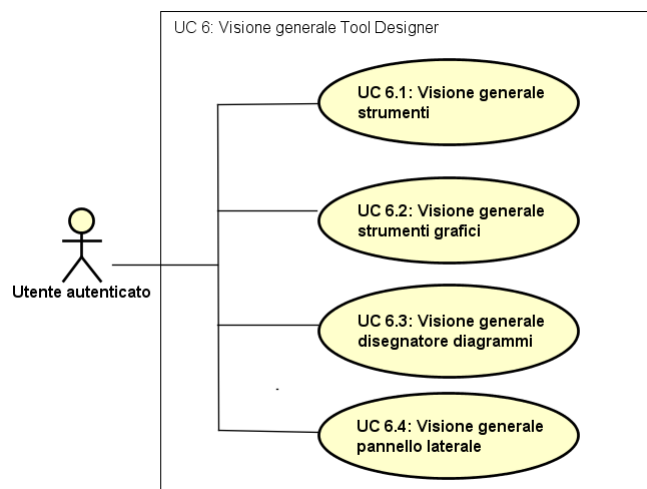 UC 6: Visione generale Tool Designer
UC 6.1: Visione generale
strumenti
UC 6.2: Visione generale
strumenti grafici
Utente autenticato
UC 6.3: Visione generale
disegnatore diagrammi
UC 6.4: Visione generale
pannello laterale